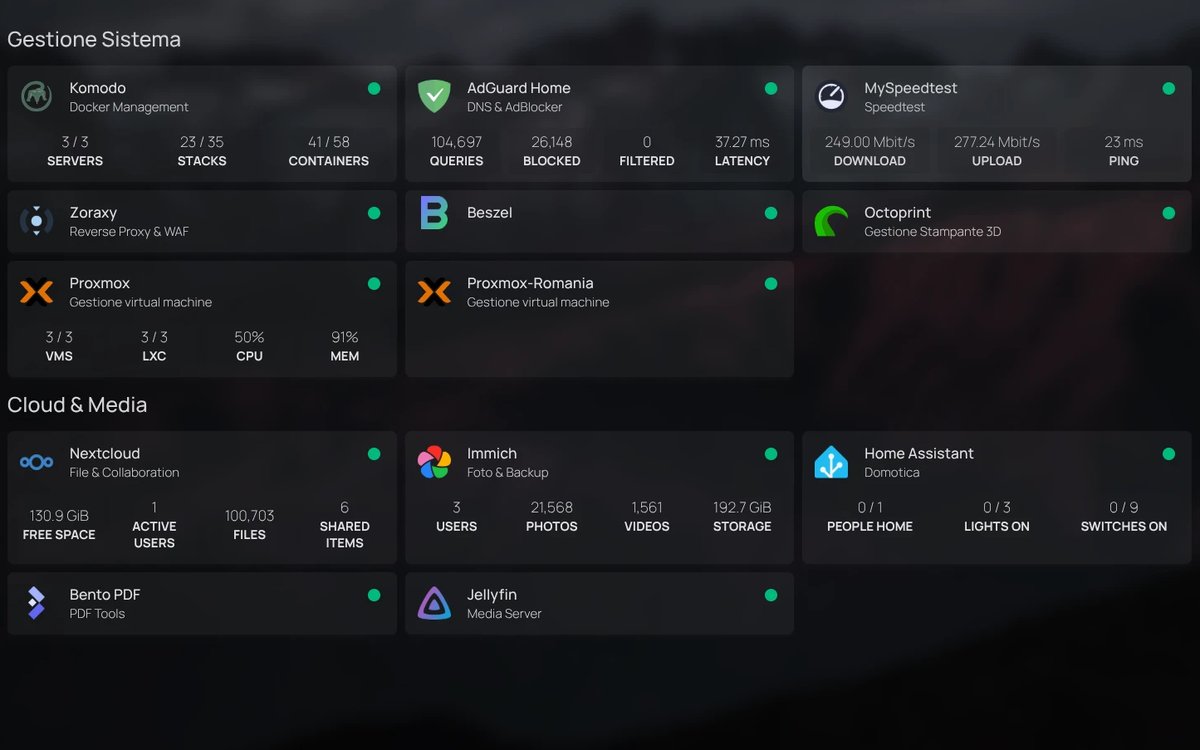 Gestione Sistema
Komodo
Docker Management
3 / 3
SERVERS
23 / 35
STACKS
41 / 58
CONTAINERS
AdGuard Home
DNS & AdBlocker
104,697
QUERIES
26,148
BLOCKED
0
FILTERED
37.27 ms
LATENCY
MySpeedtest
Speedtest
249.00 Mbit/s
DOWNLOAD
277.24 Mbit/s
UPLOAD
23 ms
PING
Zoraxy
Reverse Proxy & WAF
B
Beszel
Octoprint
Gestione Stampante 3D
Proxmox
Gestione virtual machine
3 / 3
VMS
3 / 3
LXC
50%
CPU
91%
MEM
Proxmox-Romania
Gestione virtual machine
Cloud & Media
Nextcloud
File & Collaboration
130.9 GiB
FREE SPACE
1
ACTIVE
USERS
100,703
FILES
6
SHARED
ITEMS
Immich
Foto & Backup
3
USERS
21,568
PHOTOS
1,561
VIDEOS
192.7 GiB
STORAGE
Home Assistant
Domotica
0 / 1
PEOPLE HOME
0 / 3
LIGHTS ON
0 / 9
SWITCHES ON
Bento PDF
PDF Tools
Jellyfin
Media Server